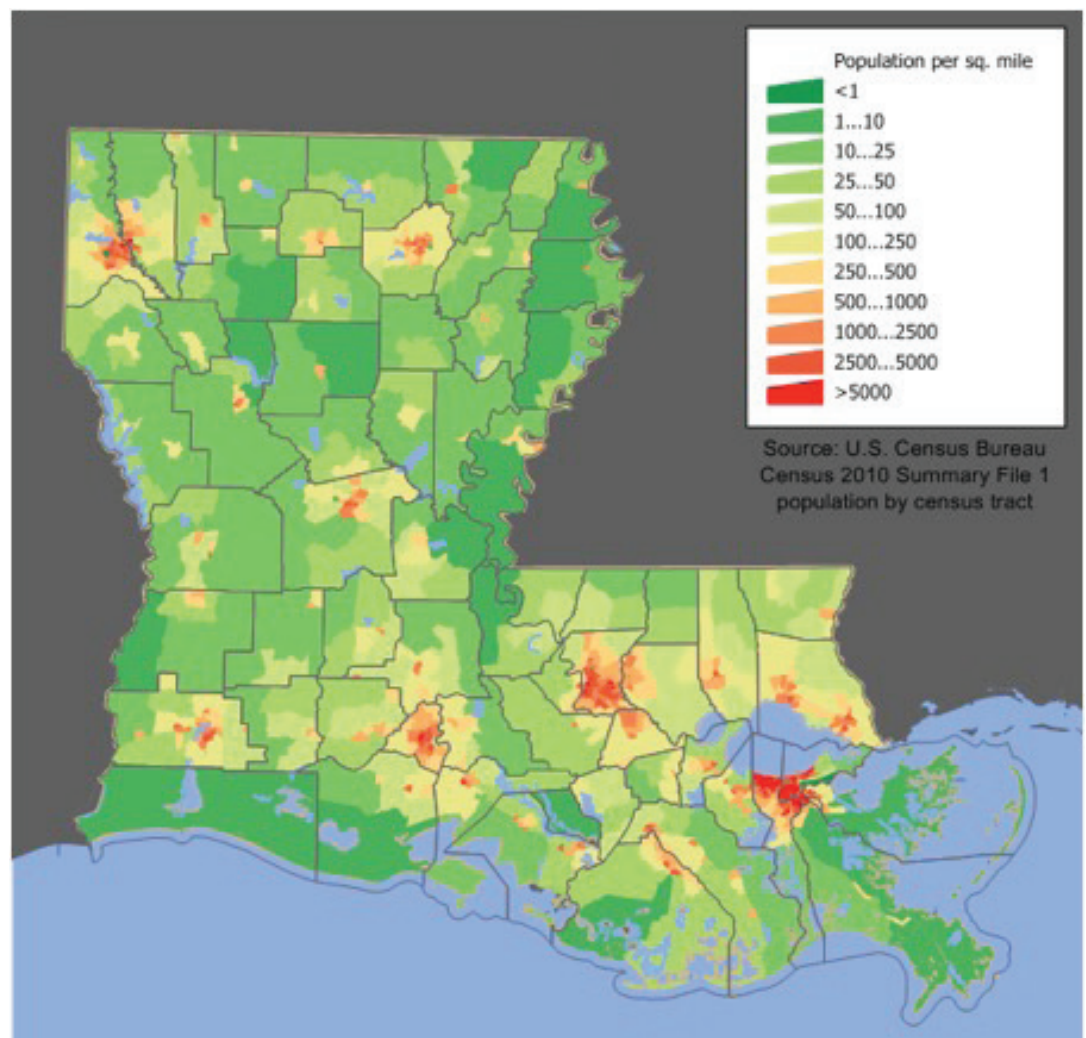 Population per sq. mile
<1
1...10
10...25
25...50
50...100
100...250
250...500
500...1000
1000...2500
2500...5000
>5000
Source: U.S. Census Bureau
Census 2010 Summary File 1
population by census tract